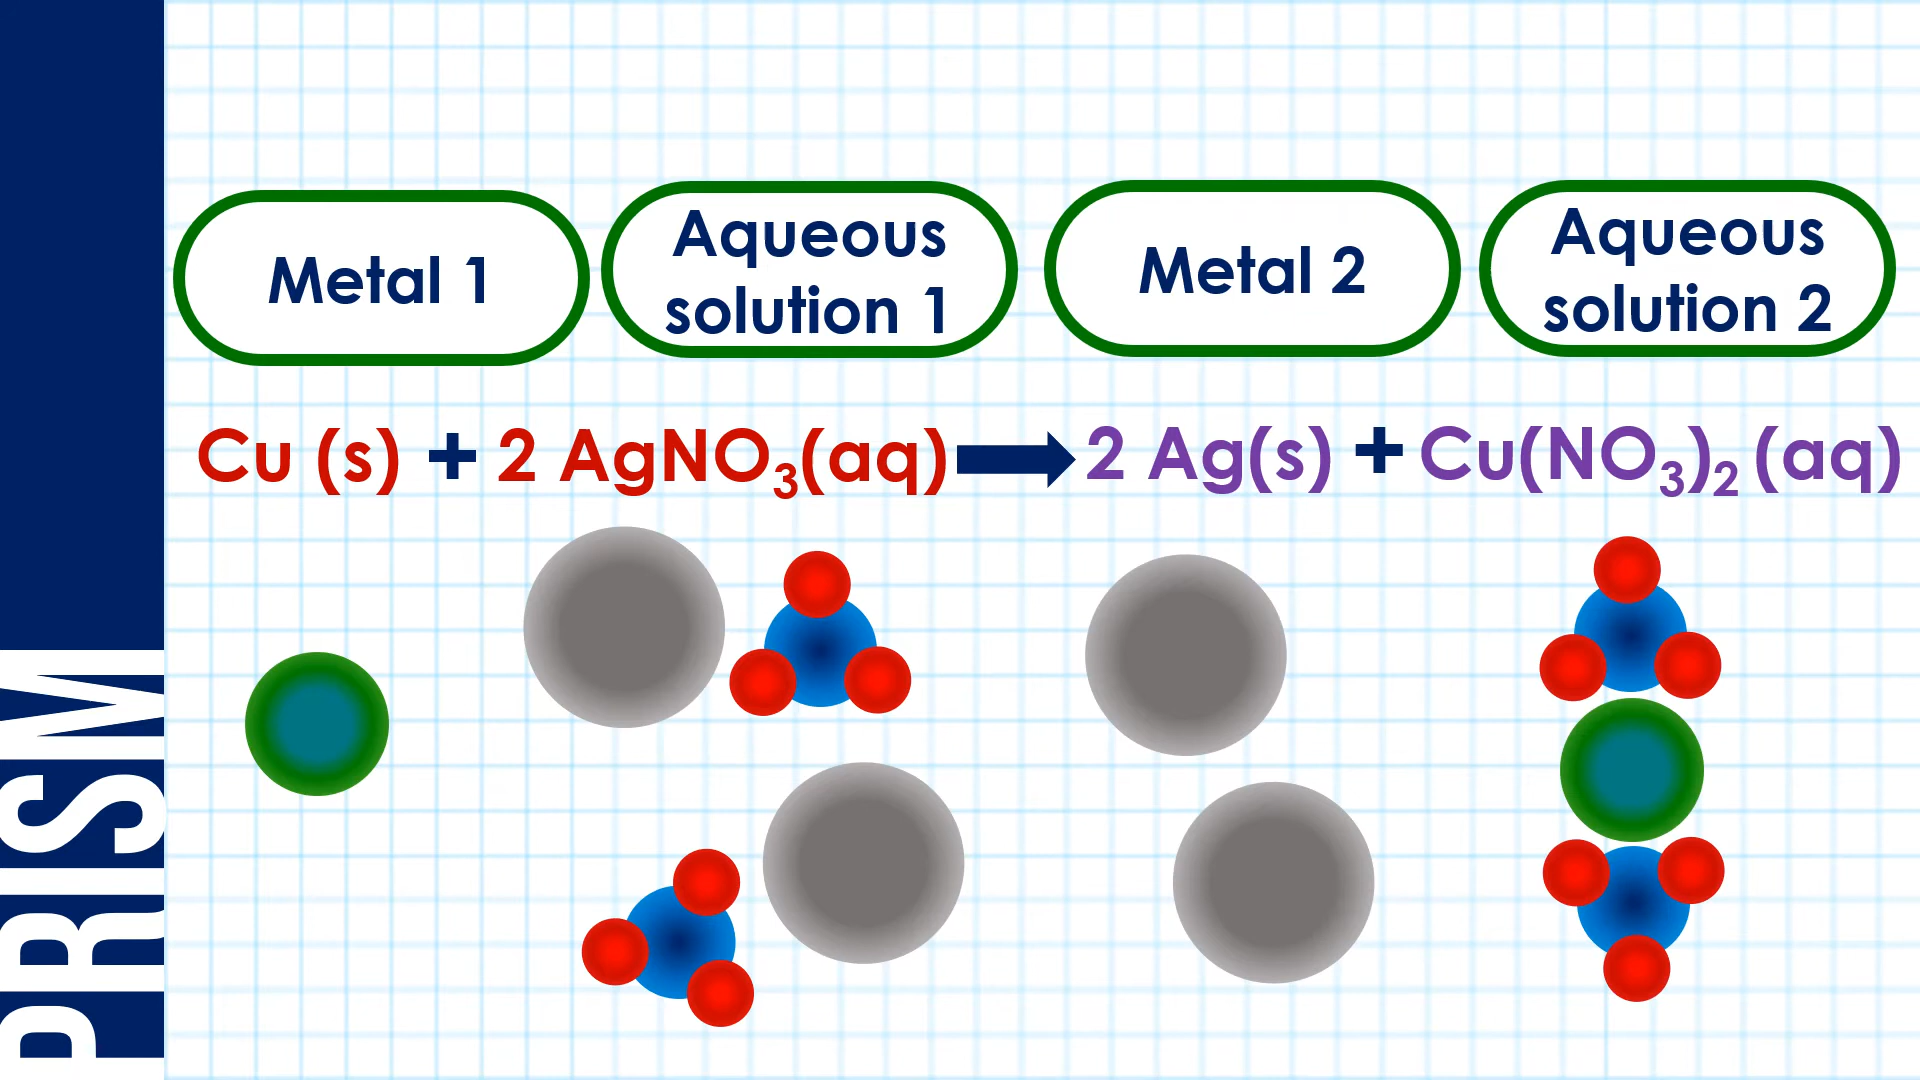 Metal 1
Aqueous
solution 1
Metal 2
Aqueous
solution 2
Cu (s) + 2 AgNO₃(aq) ➡ 2 Ag(s) + Cu(NO₃)₂ (aq)
PRISM